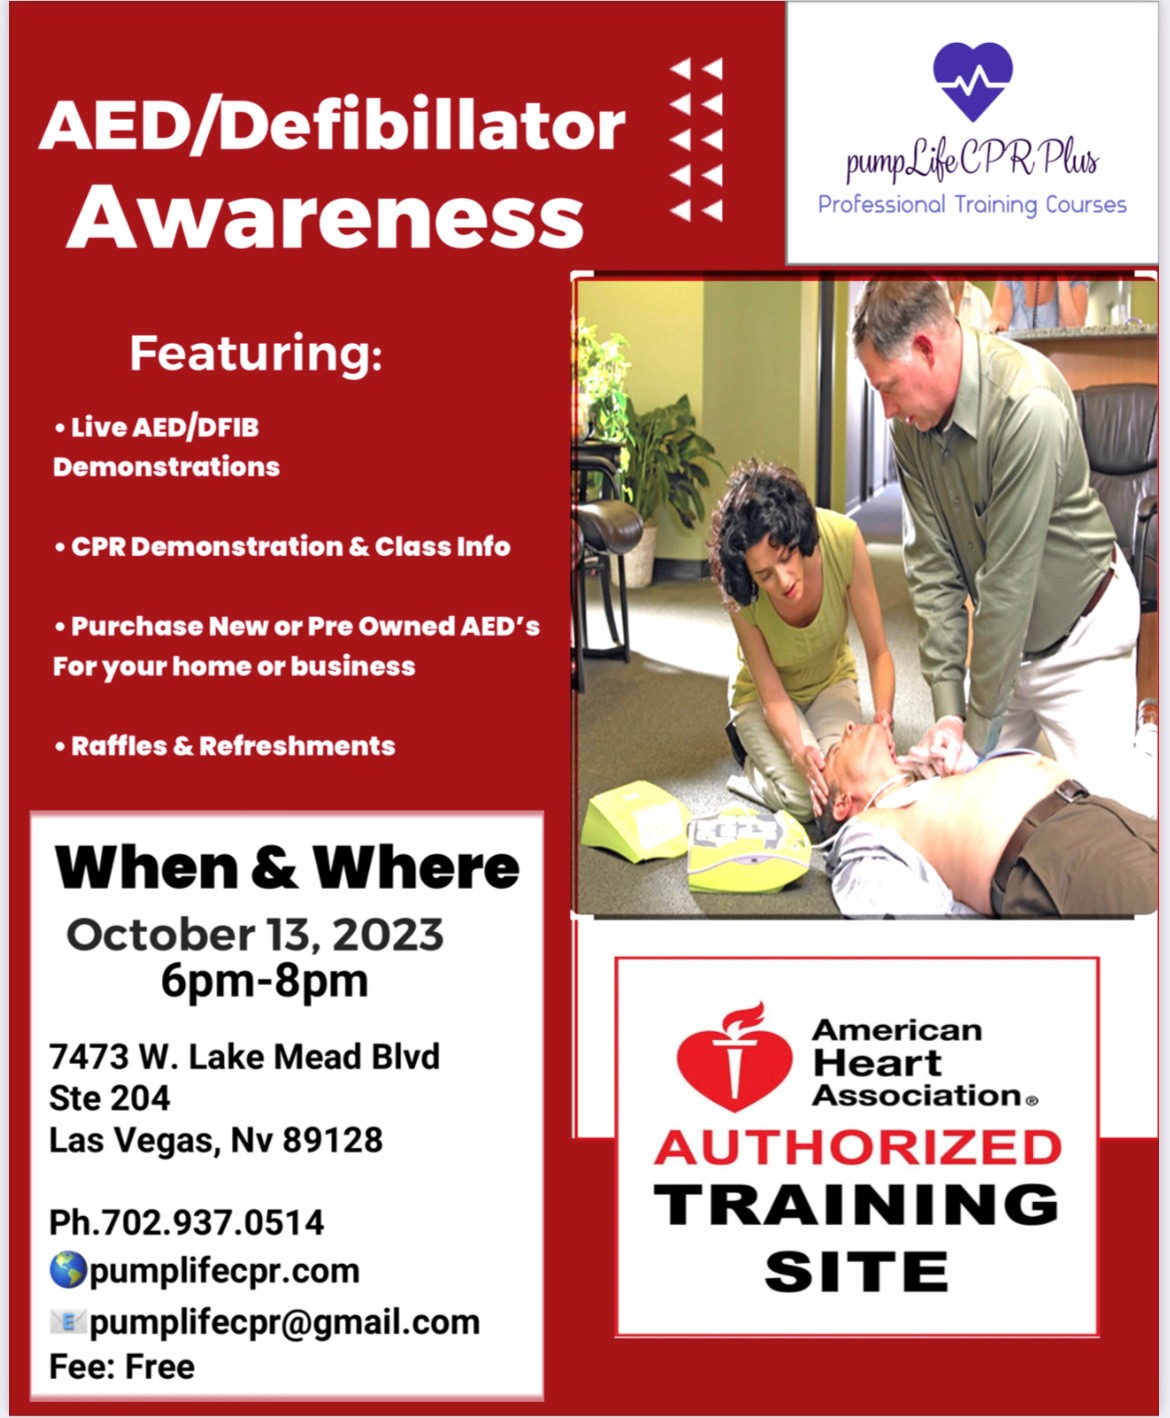 AED/Defibillator
Awareness
pumpLifeCPR Plus
Professional Training Courses
Featuring:
• Live AED/DFIB
Demonstrations
• CPR Demonstration & Class Info
• Purchase New or Pre Owned AED’s
For your home or business
• Raffles & Refreshments
When & Where
October 13, 2023
6pm-8pm
7473 W. Lake Mead Blvd
Ste 204
Las Vegas, Nv 89128
Ph.702.937.0514
🌎pumplifecpr.com
📧pumplifecpr@gmail.com
Fee: Free
American
Heart
Association®
AUTHORIZED
TRAINING
SITE